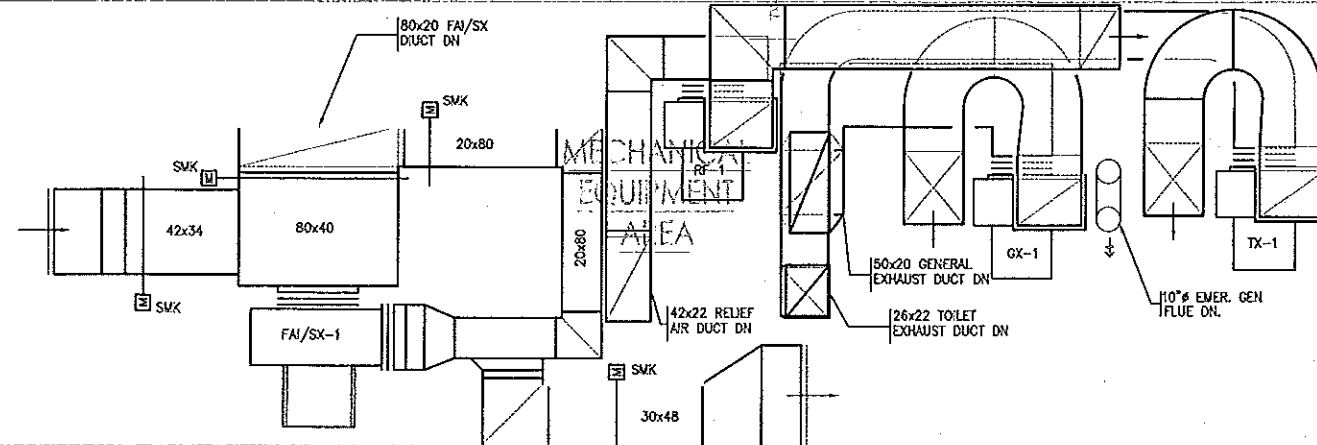 80x20 FAI/SX
DUCT DN
M SMK
20x80
SMK
M
MECHANICAL
EQUIPMENT
AREA
RF-1
42x34
80x40
20x80
M
SMK
GX-1
TX-1
50x20 GENERAL
EXHAUST DUCT DN
10"ø EMER. GEN
FLUE DN.
42x22 RELIEF
AIR DUCT DN
26x22 TOILET
EXHAUST DUCT DN
FAI/SX-1
M SMK
30x48